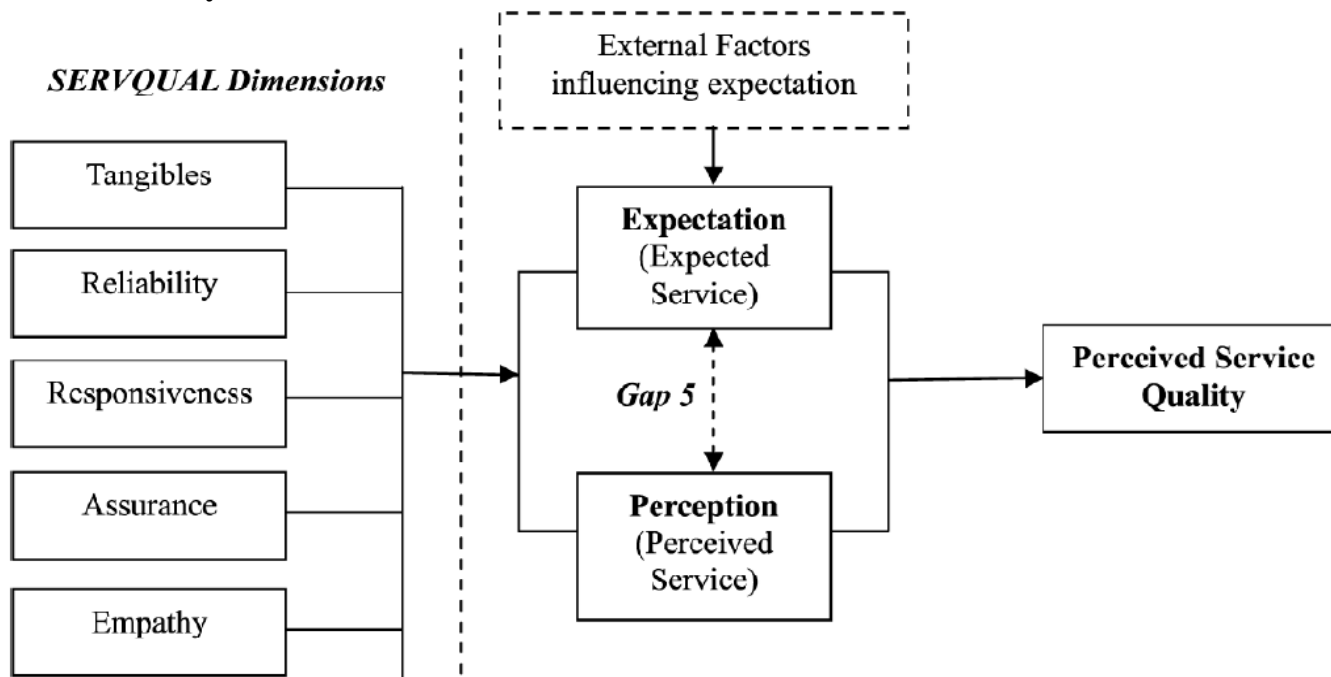 SERVQUAL Dimensions
Tangibles
Reliability
Responsiveness
Assurance
Empathy
External Factors
influencing expectation
Expectation
(Expected
Service)
Gap 5
Perception
(Perceived
Service)
Perceived Service
Quality